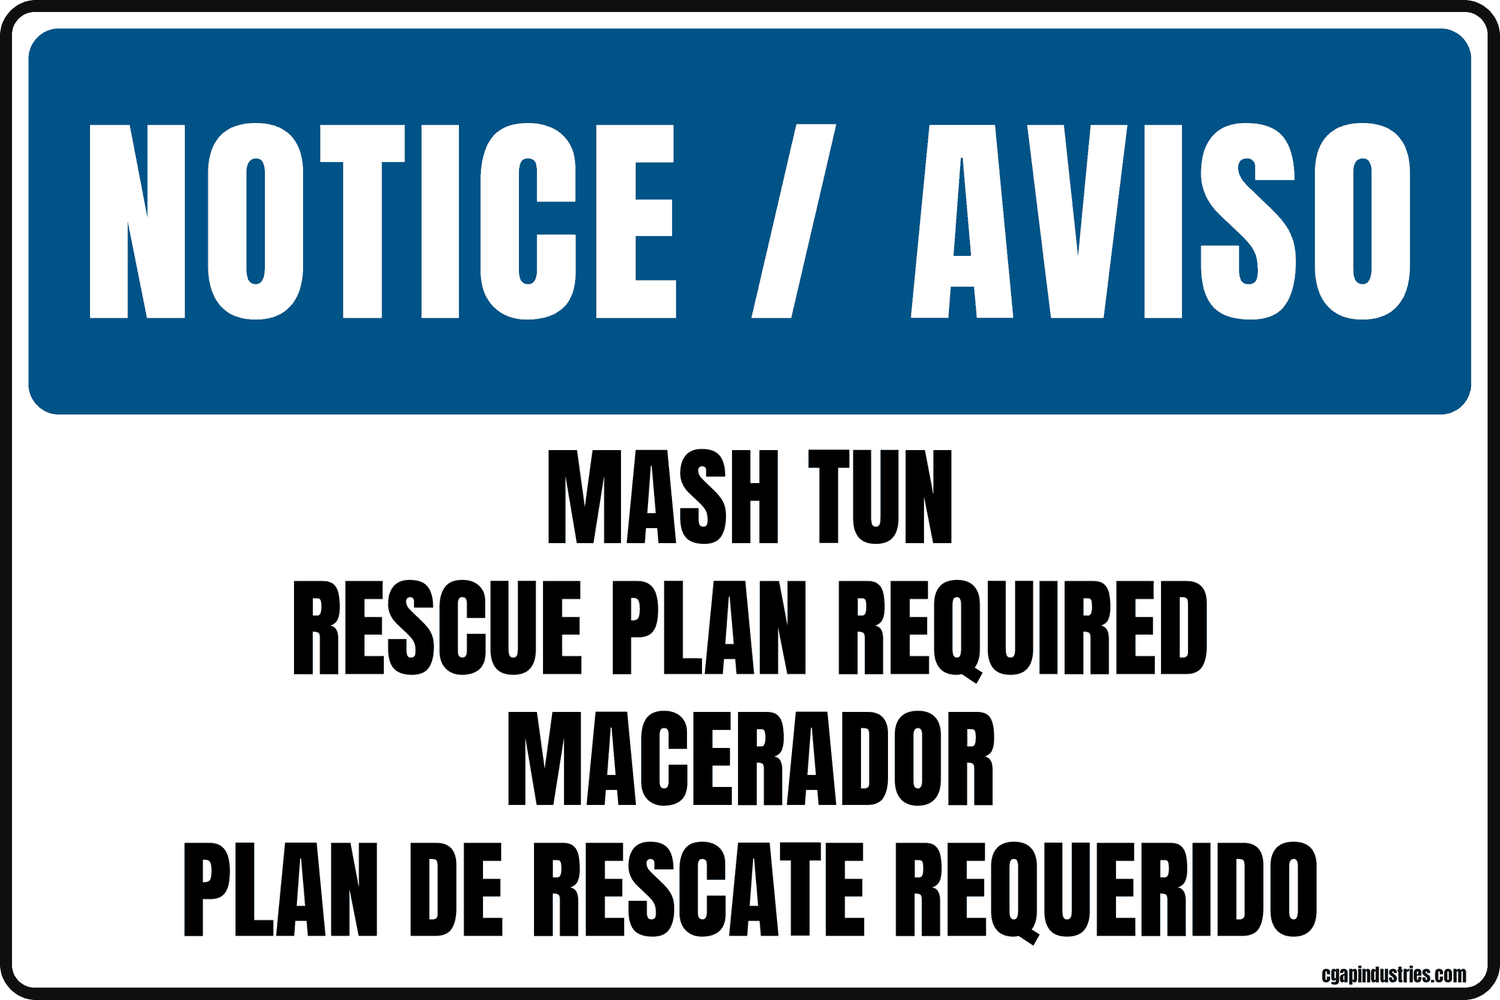 NOTICE / AVISO
MASH TUN
RESCUE PLAN REQUIRED
MACERADOR
PLAN DE RESCATE REQUERIDO
cgapindustries.com